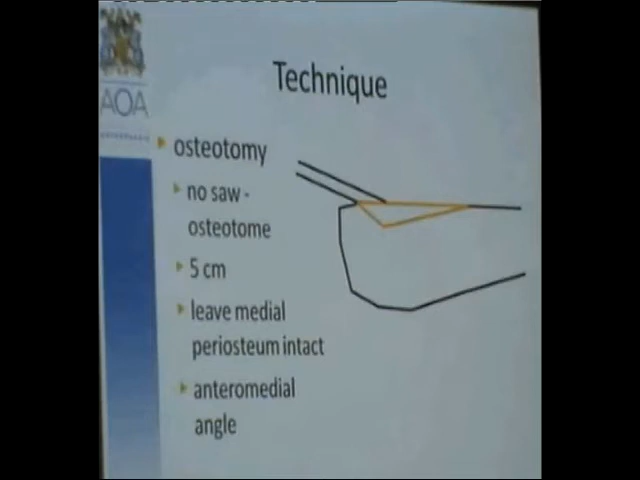 AOA
Technique
osteotomy
no saw -
osteotome
5 cm
leave medial
periosteum intact
anteromedial
angle